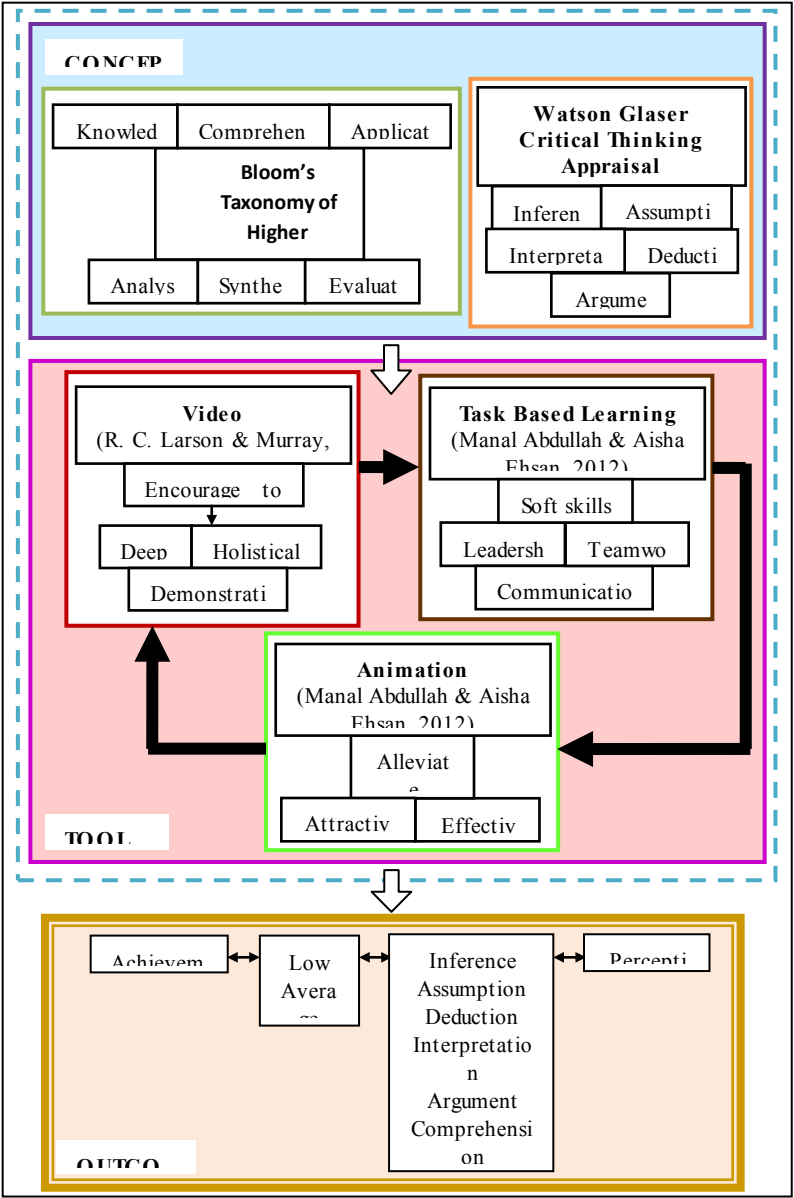 CONCEP
Knowled
Comprehen
Applicat
Bloom's
Taxonomy of
Higher
Analys
Synthe
Evaluat
Watson Glaser
Critical Thinking
Appraisal
Inferen
Assumpti
Interpreta
Deducti
Argume
Video
(R. C. Larson & Murray,
Encourage to
Deep
Holistical
Demonstrati
Task Based Learning
(Manal Abdullah & Aisha
Ehsan, 2012)
Soft skills
Leadersh
Teamwo
Communicatio
Animation
(Manal Abdullah & Aisha
Ehsan, 2012)
Alleviat
e
Attractiv
Effectiv
TOOL
Achievem
Low
Avera
ge
Inference
Assumption
Deduction
Interpretatio
n
Argument
Comprehensi
on
Percepti
OUTCO